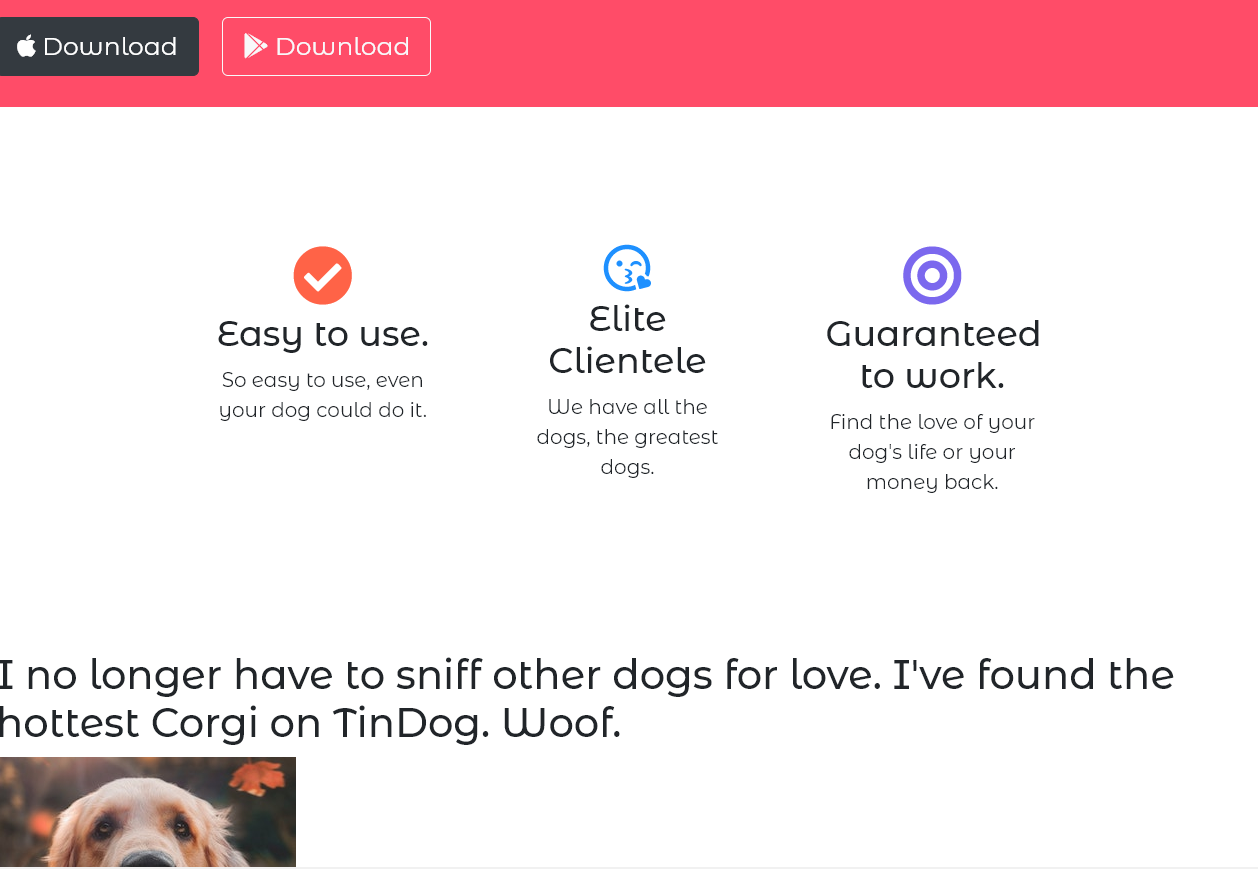 Download Download
Easy to use.
So easy to use, even
your dog could do it.
Elite
Clientele
We have all the
dogs, the greatest
dogs.
Guaranteed
to work.
Find the love of your
dog's life or your
money back.
I no longer have to sniff other dogs for love. I've found the
hottest Corgi on TinDog. Woof.